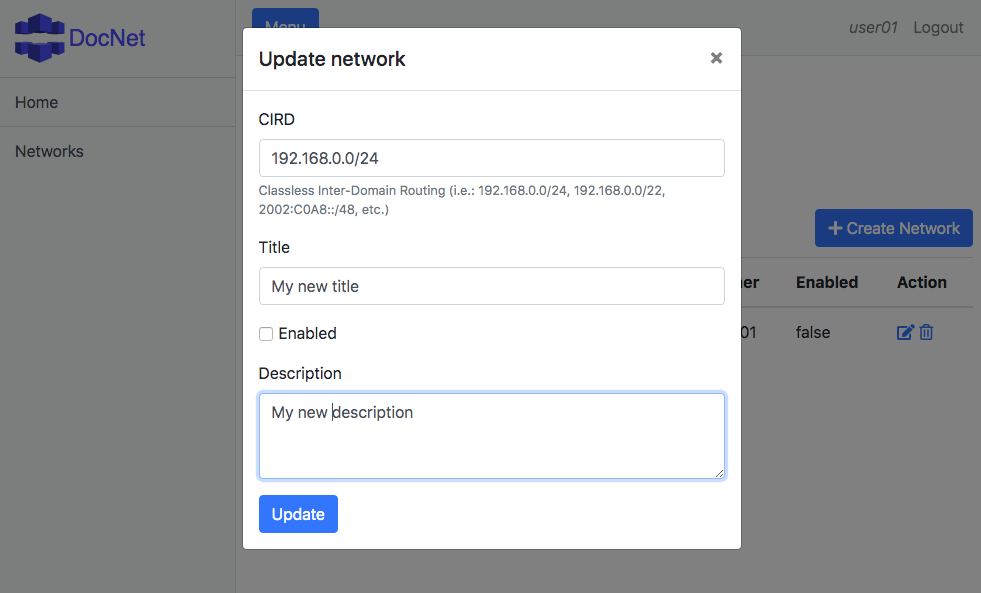 DocNet
Menu
user01 Logout
Home
Networks
Update network
×
CIRD
192.168.0.0/24
Classless Inter-Domain Routing (i.e.: 192.168.0.0/24, 192.168.0.0/22,
2002:C0A8::/48, etc.)
Title
My new title
Enabled
Description
My new description
Update
Create Network
er Enabled Action
01 false